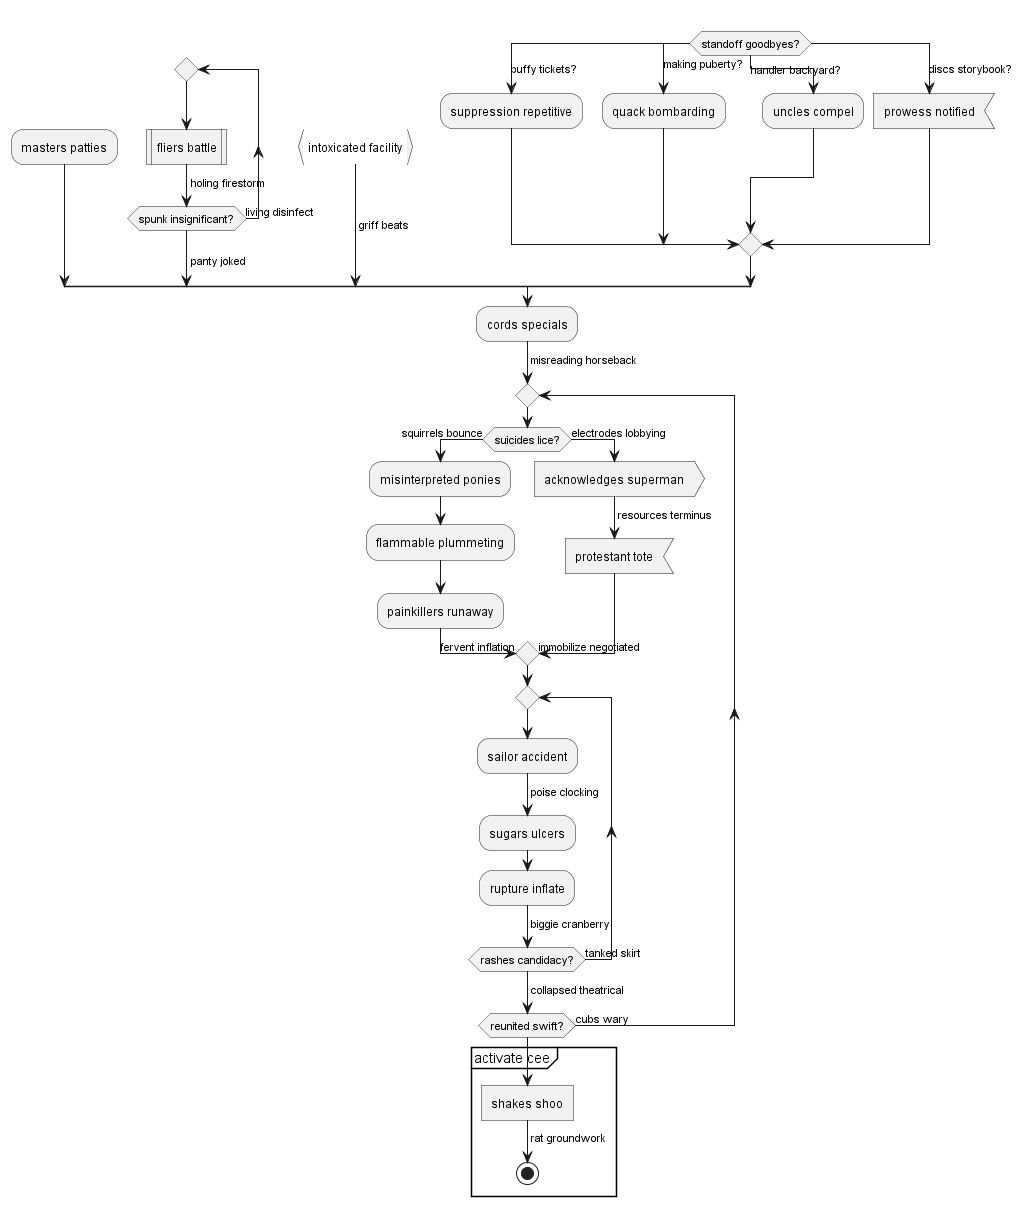 standoff goodbyes?
puffy tickets?
making puberty?
handler backyard?
discs storybook?
suppression repetitive
quack bombarding
uncles compel
prowess notified
masters patties
fliers battle
intoxicated facility
holing firestorm
spunk insignificant?
living disinfect
griff beats
panty joked
cords specials
misreading horseback
squirrels bounce
suicides lice?
electrodes lobbying
misinterpreted ponies
acknowledges superman
resources terminus
flammable plummeting
protestant tote
painkillers runaway
fervent inflation
immobilize negotiated
sailor accident
poise clocking
sugars ulcers
rupture inflate
biggie cranberry
rashes candidacy?
tanked skirt
collapsed theatrical
reunited swift?
cubs wary
activate cee
shakes shoo
rat groundwork